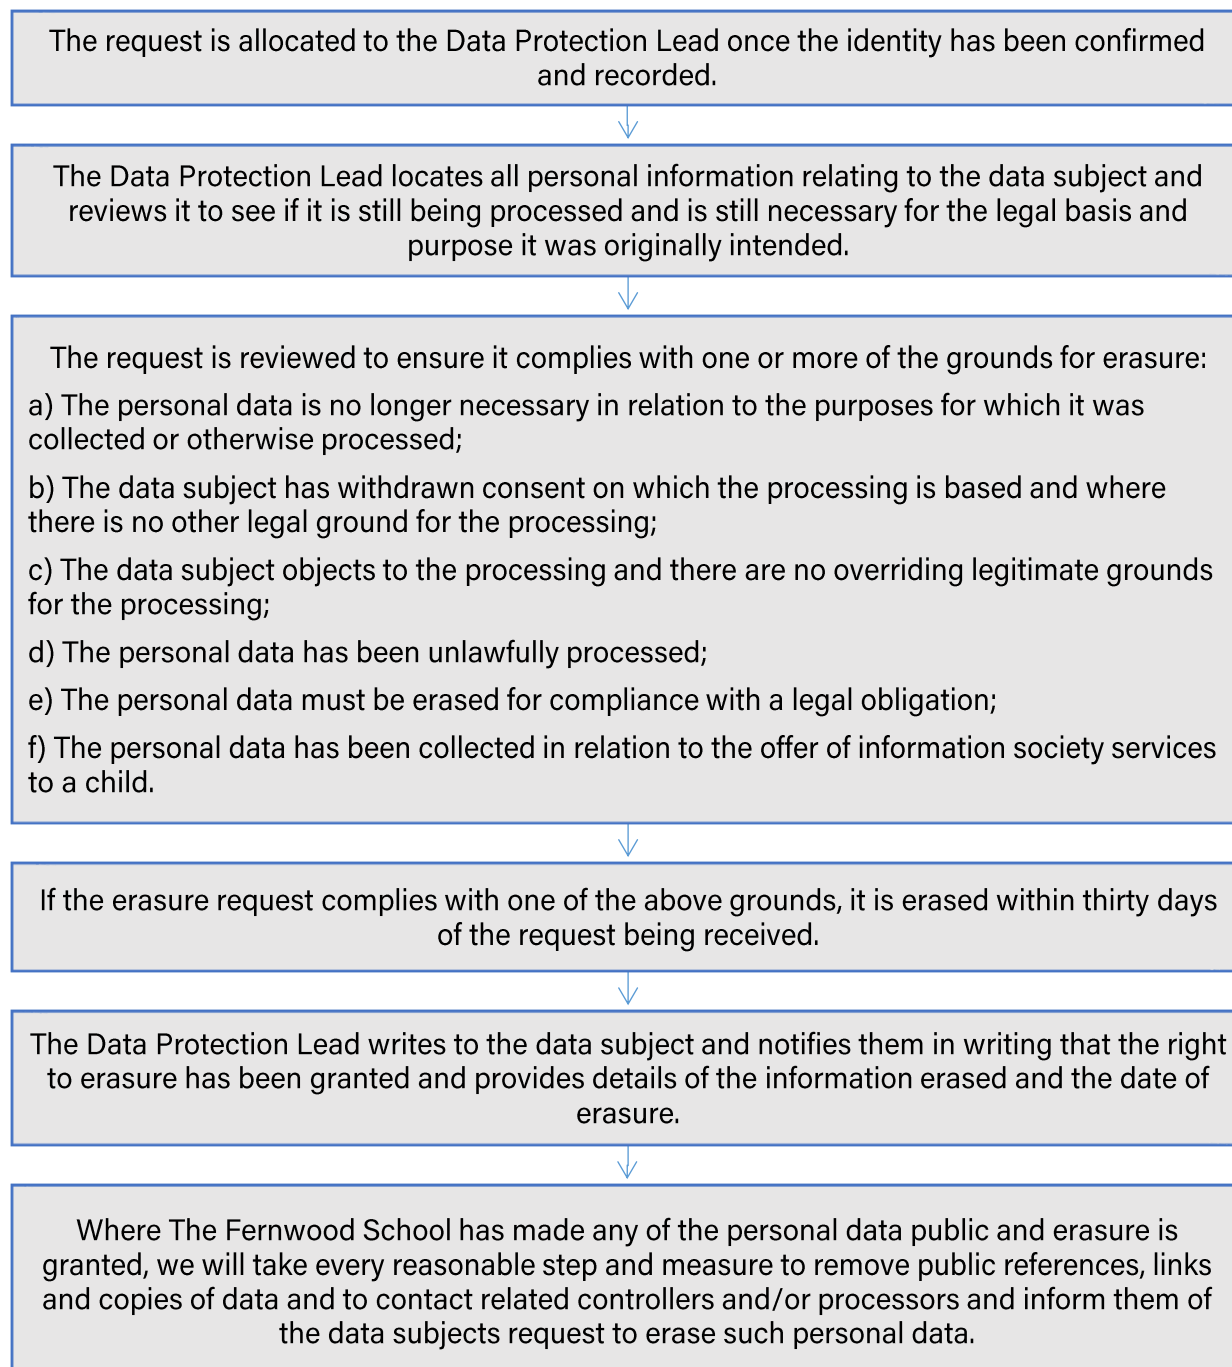 The request is allocated to the Data Protection Lead once the identity has been confirmed
and recorded.
The Data Protection Lead locates all personal information relating to the data subject and
reviews it to see if it is still being processed and is still necessary for the legal basis and
purpose it was originally intended.
The request is reviewed to ensure it complies with one or more of the grounds for erasure:
a) The personal data is no longer necessary in relation to the purposes for which it was
collected or otherwise processed;
b) The data subject has withdrawn consent on which the processing is based and where
there is no other legal ground for the processing;
c) The data subject objects to the processing and there are no overriding legitimate grounds
for the processing;
d) The personal data has been unlawfully processed;
e) The personal data must be erased for compliance with a legal obligation;
f) The personal data has been collected in relation to the offer of information society services
to a child.
If the erasure request complies with one of the above grounds, it is erased within thirty days
of the request being received.
The Data Protection Lead writes to the data subject and notifies them in writing that the right
to erasure has been granted and provides details of the information erased and the date of
erasure.
Where The Fernwood School has made any of the personal data public and erasure is
granted, we will take every reasonable step and measure to remove public references, links
and copies of data and to contact related controllers and/or processors and inform them of
the data subjects request to erase such personal data.